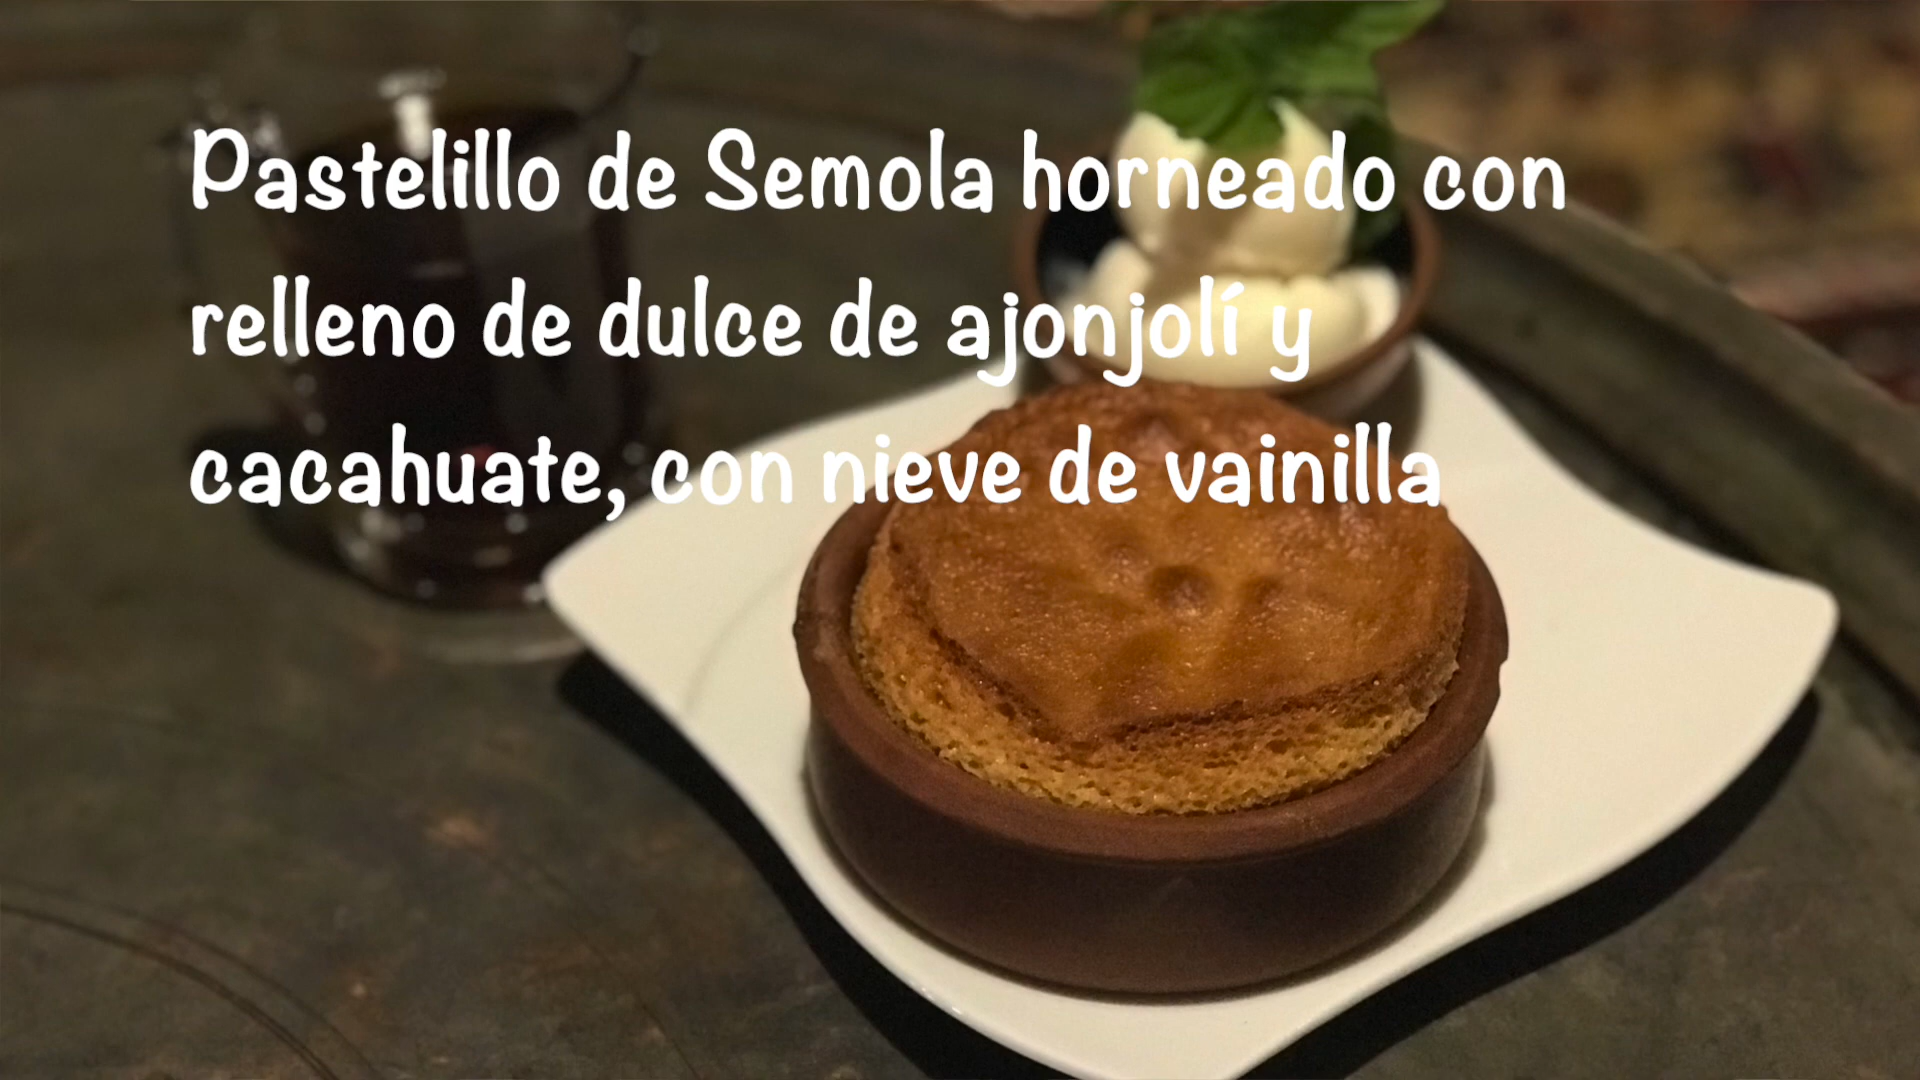 Pastelillo de Semola horneado con
relleno de dulce de ajonjolí y
cacahuate, con nieve de vainilla